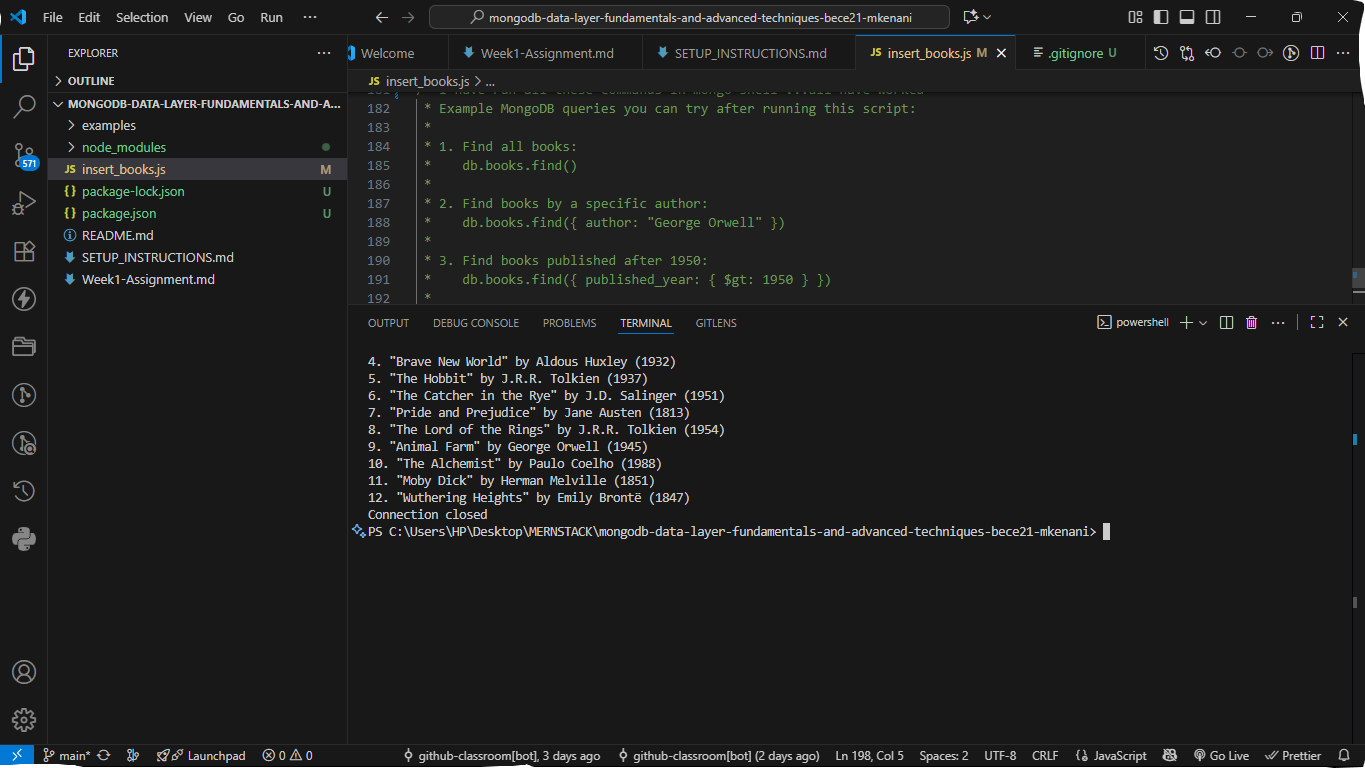 File Edit Selection View Go Run ···
mongodb-data-layer-fundamentals-and-advanced-techniques-bece21-mkenani
EXPLORER
OUTLINE
MONGODB-DATA-LAYER-FUNDAMENTALS-AND-A...
examples
node_modules
JS insert_books.js M
{} package-lock.json U
{} package.json U
README.md
SETUP_INSTRUCTIONS.md
Week1-Assignment.md
571
Welcome
Week1-Assignment.md
SETUP_INSTRUCTIONS.md
JS insert_books.js M
.gitignore U
JS insert_books.js > ...
182 * Example MongoDB queries you can try after running this script:
183 *
184 * 1. Find all books:
185 * db.books.find()
186 *
187 * 2. Find books by a specific author:
188 * db.books.find({ author: "George Orwell" })
189 *
190 * 3. Find books published after 1950:
191 * db.books.find({ published_year: { $gt: 1950 } })
192 *
OUTPUT DEBUG CONSOLE PROBLEMS TERMINAL GITLENS
powershell
4. "Brave New World" by Aldous Huxley (1932)
5. "The Hobbit" by J.R.R. Tolkien (1937)
6. "The Catcher in the Rye" by J.D. Salinger (1951)
7. "Pride and Prejudice" by Jane Austen (1813)
8. "The Lord of the Rings" by J.R.R. Tolkien (1954)
9. "Animal Farm" by George Orwell (1945)
10. "The Alchemist" by Paulo Coelho (1988)
11. "Moby Dick" by Herman Melville (1851)
12. "Wuthering Heights" by Emily Brontë (1847)
Connection closed
PS C:\Users\HP\Desktop\MERNSTACK\mongodb-data-layer-fundamentals-and-advanced-techniques-bece21-mkenani>
main* Launchpad 0 0 github-classroom[bot], 3 days ago github-classroom[bot] (2 days ago) Ln 198, Col 5 Spaces: 2 UTF-8 CRLF {} JavaScript Go Live Prettier